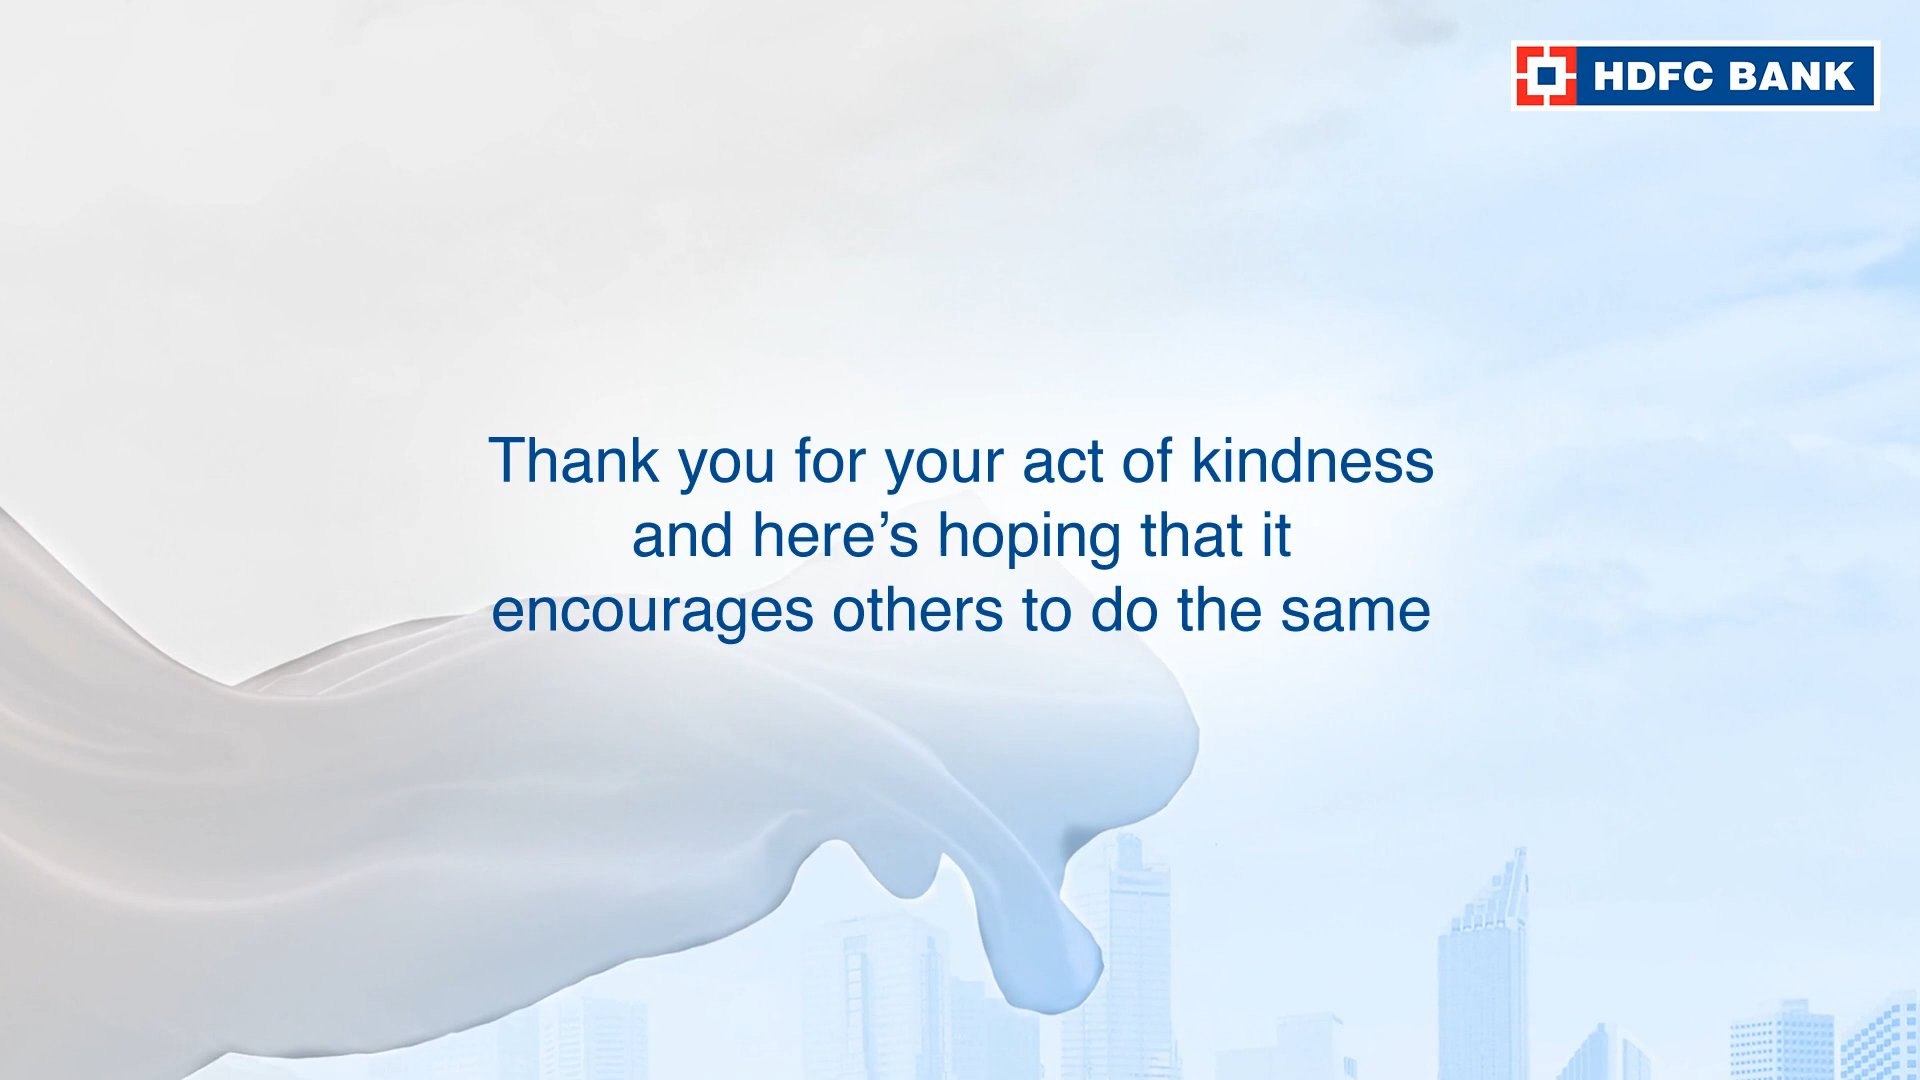 HDFC BANK
Thank you for your act of kindness
and here’s hoping that it
encourages others to do the same